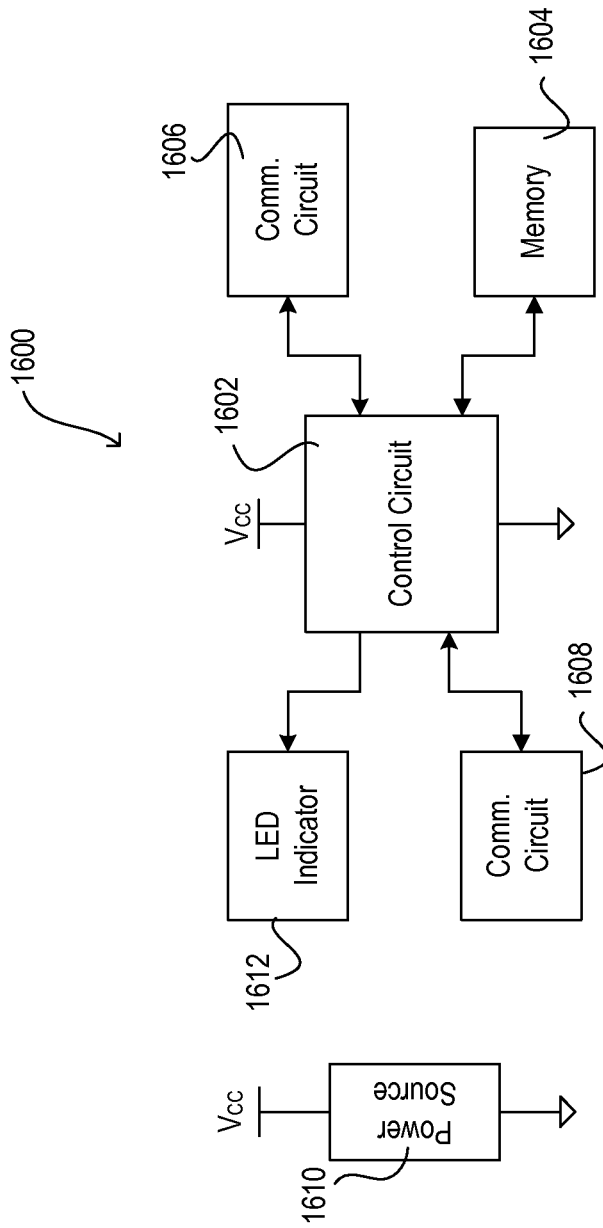 1600
1606
Comm.
Circuit
1604
Memory
1602
Vcc
Control Circuit
LED
Indicator
1612
Comm.
Circuit
1608
Vcc
Power
Source
1610